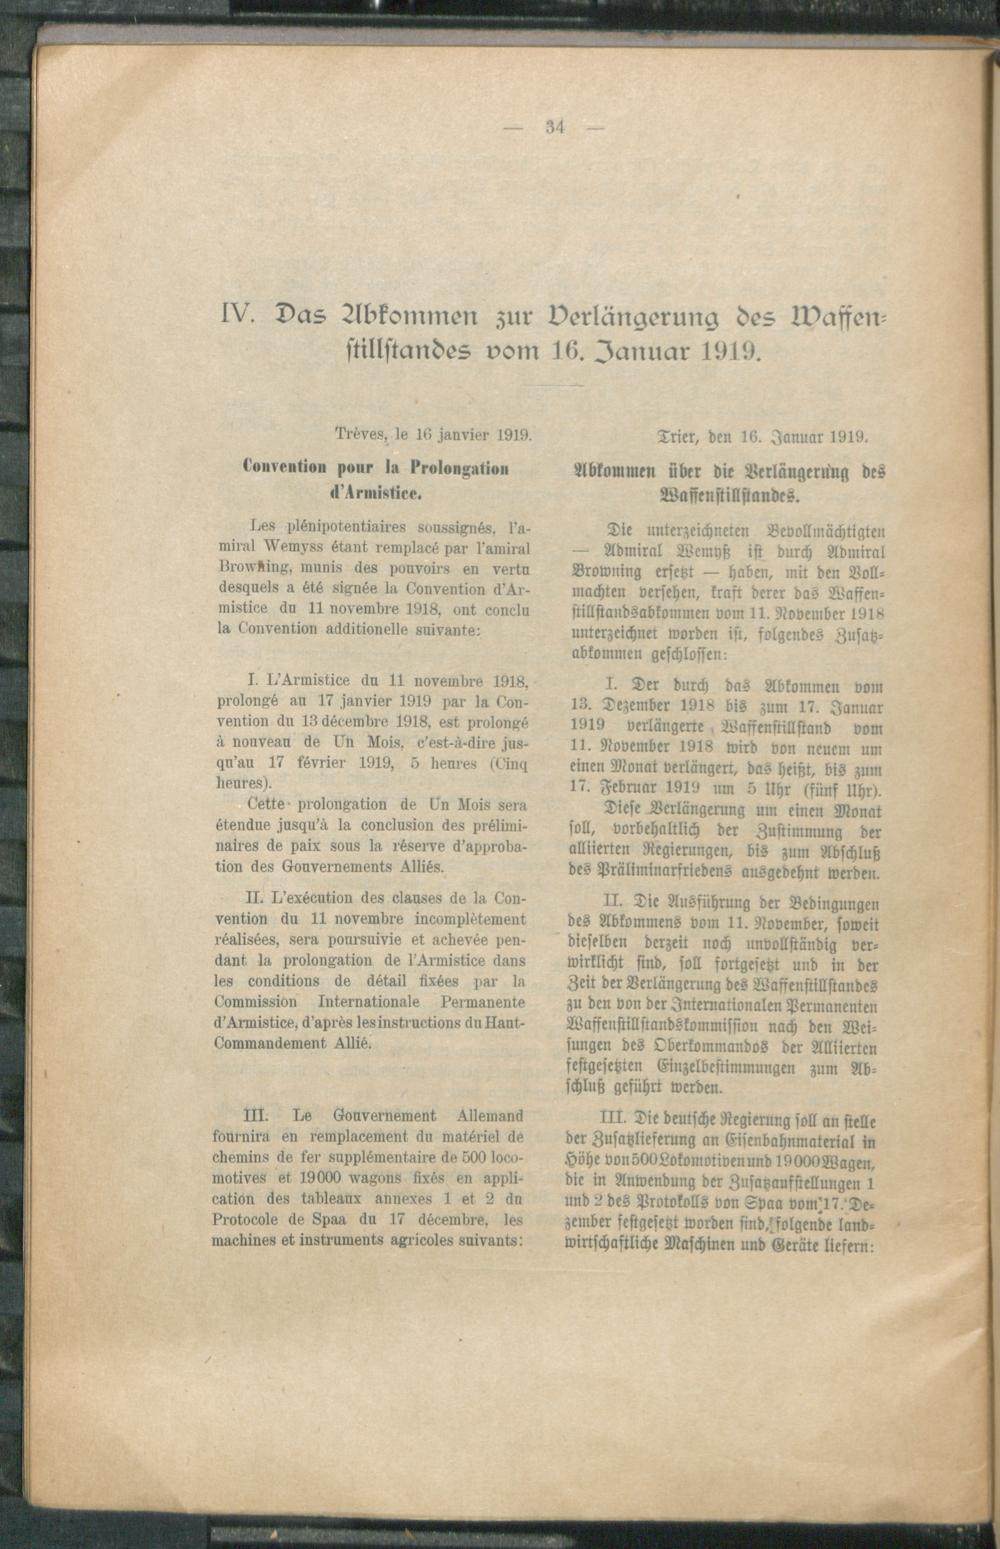 — 34 —
IV. Das Abkommen zur Verlängerung des Waffen-
stillstandes vom 16. Januar 1919.
Trèves, le 16 janvier 1919.
Convention pour la Prolongation
d'Armistice.
Les plénipotentiaires soussignés, l'a-
miral Wemyss étant remplacé par l'amiral
Browning, munis des pouvoirs en vertu
desquels a été signée la Convention d'Ar-
mistice du 11 novembre 1918, ont conclu
la Convention additionelle suivante:
I. L'Armistice du 11 novembre 1918,
prolongé au 17 janvier 1919 par la Con-
vention du 13 décembre 1918, est prolongé
à nouveau de Un Mois, c'est-à-dire jus-
qu'au 17 février 1919, 5 heures (Cinq
heures).
Cette prolongation de Un Mois sera
étendue jusqu'à la conclusion des prélimi-
naires de paix sous la réserve d'approba-
tion des Gouvernements Alliés.
II. L'exécution des clauses de la Con-
vention du 11 novembre incomplètement
réalisées, sera poursuivie et achevée pen-
dant la prolongation de l'Armistice dans
les conditions de détail fixées par la
Commission Internationale Permanente
d'Armistice, d'après les instructions du Haut-
Commandement Allié.
III. Le Gouvernement Allemand
fournira en remplacement du matériel de
chemins de fer supplémentaire de 500 loco-
motives et 19000 wagons fixés en appli-
cation des tableaux annexes 1 et 2 du
Protocole de Spaa du 17 décembre, les
machines et instruments agricoles suivants:
Trier, den 16. Januar 1919.
Abkommen über die Verlängerung des
Waffenstillstandes.
Die unterzeichneten Bevollmächtigten
— Admiral Wemyß ist durch Admiral
Browning ersetzt — haben, mit den Voll-
machten versehen, kraft derer das Waffen-
stillstandsabkommen vom 11. November 1918
unterzeichnet worden ist, folgendes Zusatz-
abkommen geschlossen:
I. Der durch das Abkommen vom
13. Dezember 1918 bis zum 17. Januar
1919 verlängerte Waffenstillstand vom
11. November 1918 wird von neuem um
einen Monat verlängert, das heißt, bis zum
17. Februar 1919 um 5 Uhr (fünf Uhr).
Diese Verlängerung um einen Monat
soll, vorbehaltlich der Zustimmung der
alliierten Regierungen, bis zum Abschluß
des Präliminarfriedens ausgedehnt werden.
II. Die Ausführung der Bedingungen
des Abkommens vom 11. November, soweit
dieselben derzeit noch unvollständig ver-
wirklicht sind, soll fortgesetzt und in der
Zeit der Verlängerung des Waffenstillstandes
zu den von der Internationalen Permanenten
Waffenstillstandskommission nach den Wei-
sungen des Oberkommandos der Alliierten
festgesetzten Einzelbestimmungen zum Ab-
schluß geführt werden.
III. Die deutsche Regierung soll an stelle
der Zusatzlieferung an Eisenbahnmaterial in
Höhe von 500 Lokomotiven und 19000 Wagen,
die in Anwendung der Zusatzaufstellungen 1
und 2 des Protokolls von Spaa vom 17. De-
zember festgesetzt worden sind, folgende land-
wirtschaftliche Maschinen und Geräte liefern: